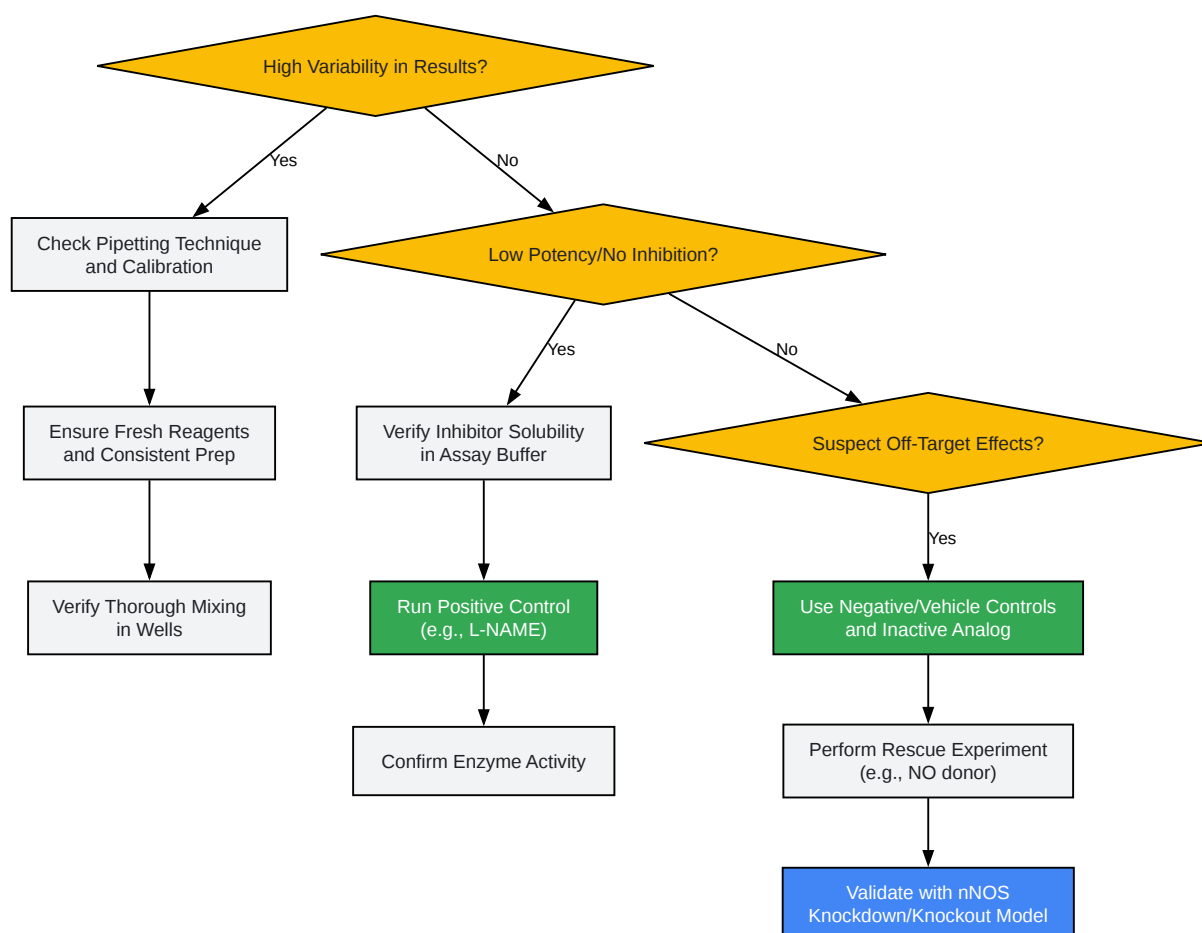 High Variability in Results?
Yes
No
Check Pipetting Technique
and Calibration
Low Potency/No Inhibition?
Yes
No
Ensure Fresh Reagents
and Consistent Prep
Verify Inhibitor Solubility
in Assay Buffer
Suspect Off-Target Effects?
Yes
Verify Thorough Mixing
in Wells
Run Positive Control
(e.g., L-NAME)
Use Negative/Vehicle Controls
and Inactive Analog
Confirm Enzyme Activity
Perform Rescue Experiment
(e.g., NO donor)
Validate with nNOS
Knockdown/Knockout Model